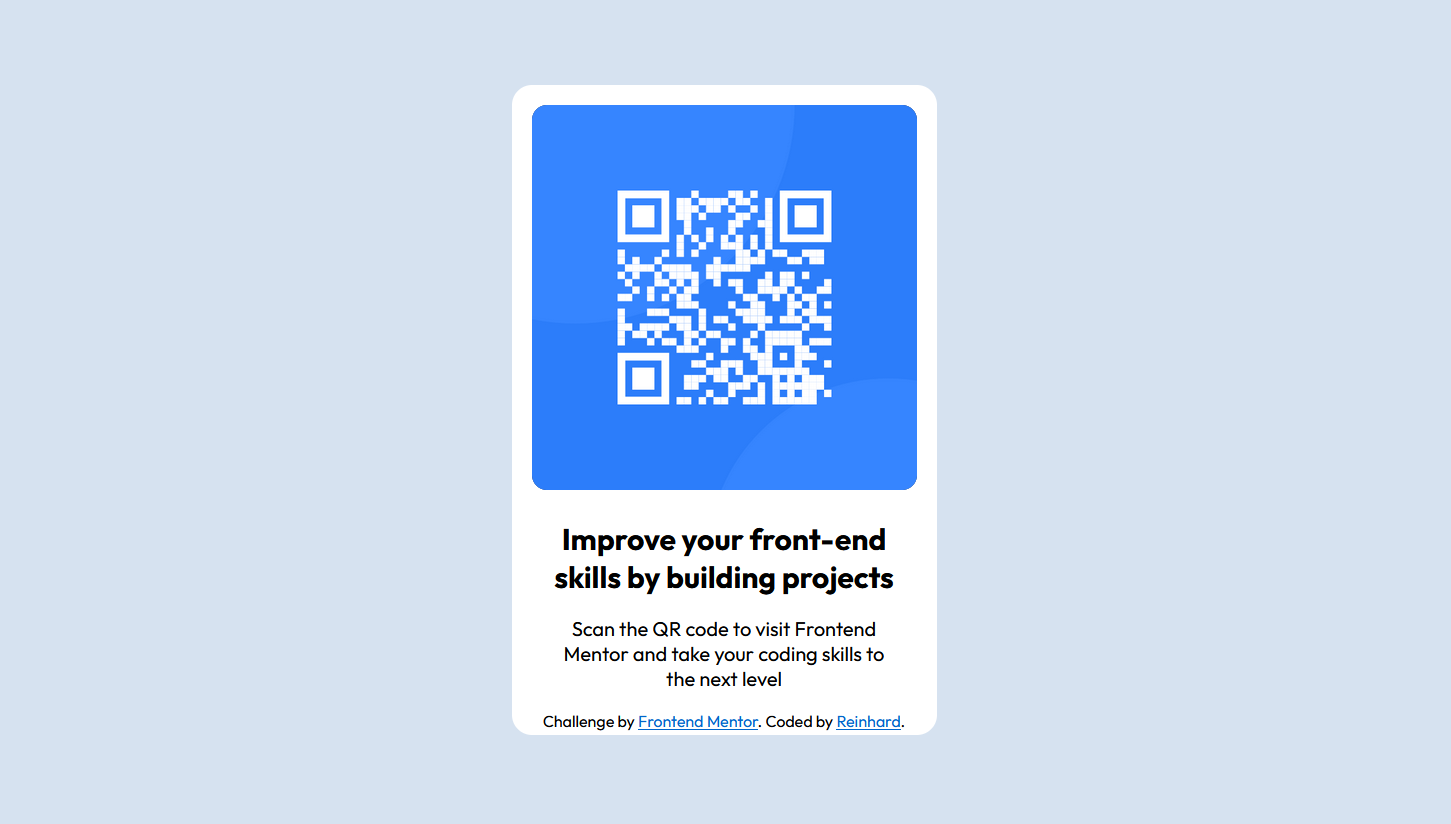 Improve your front-end
skills by building projects
Scan the QR code to visit Frontend
Mentor and take your coding skills to
the next level
Challenge by Frontend Mentor. Coded by Reinhard.